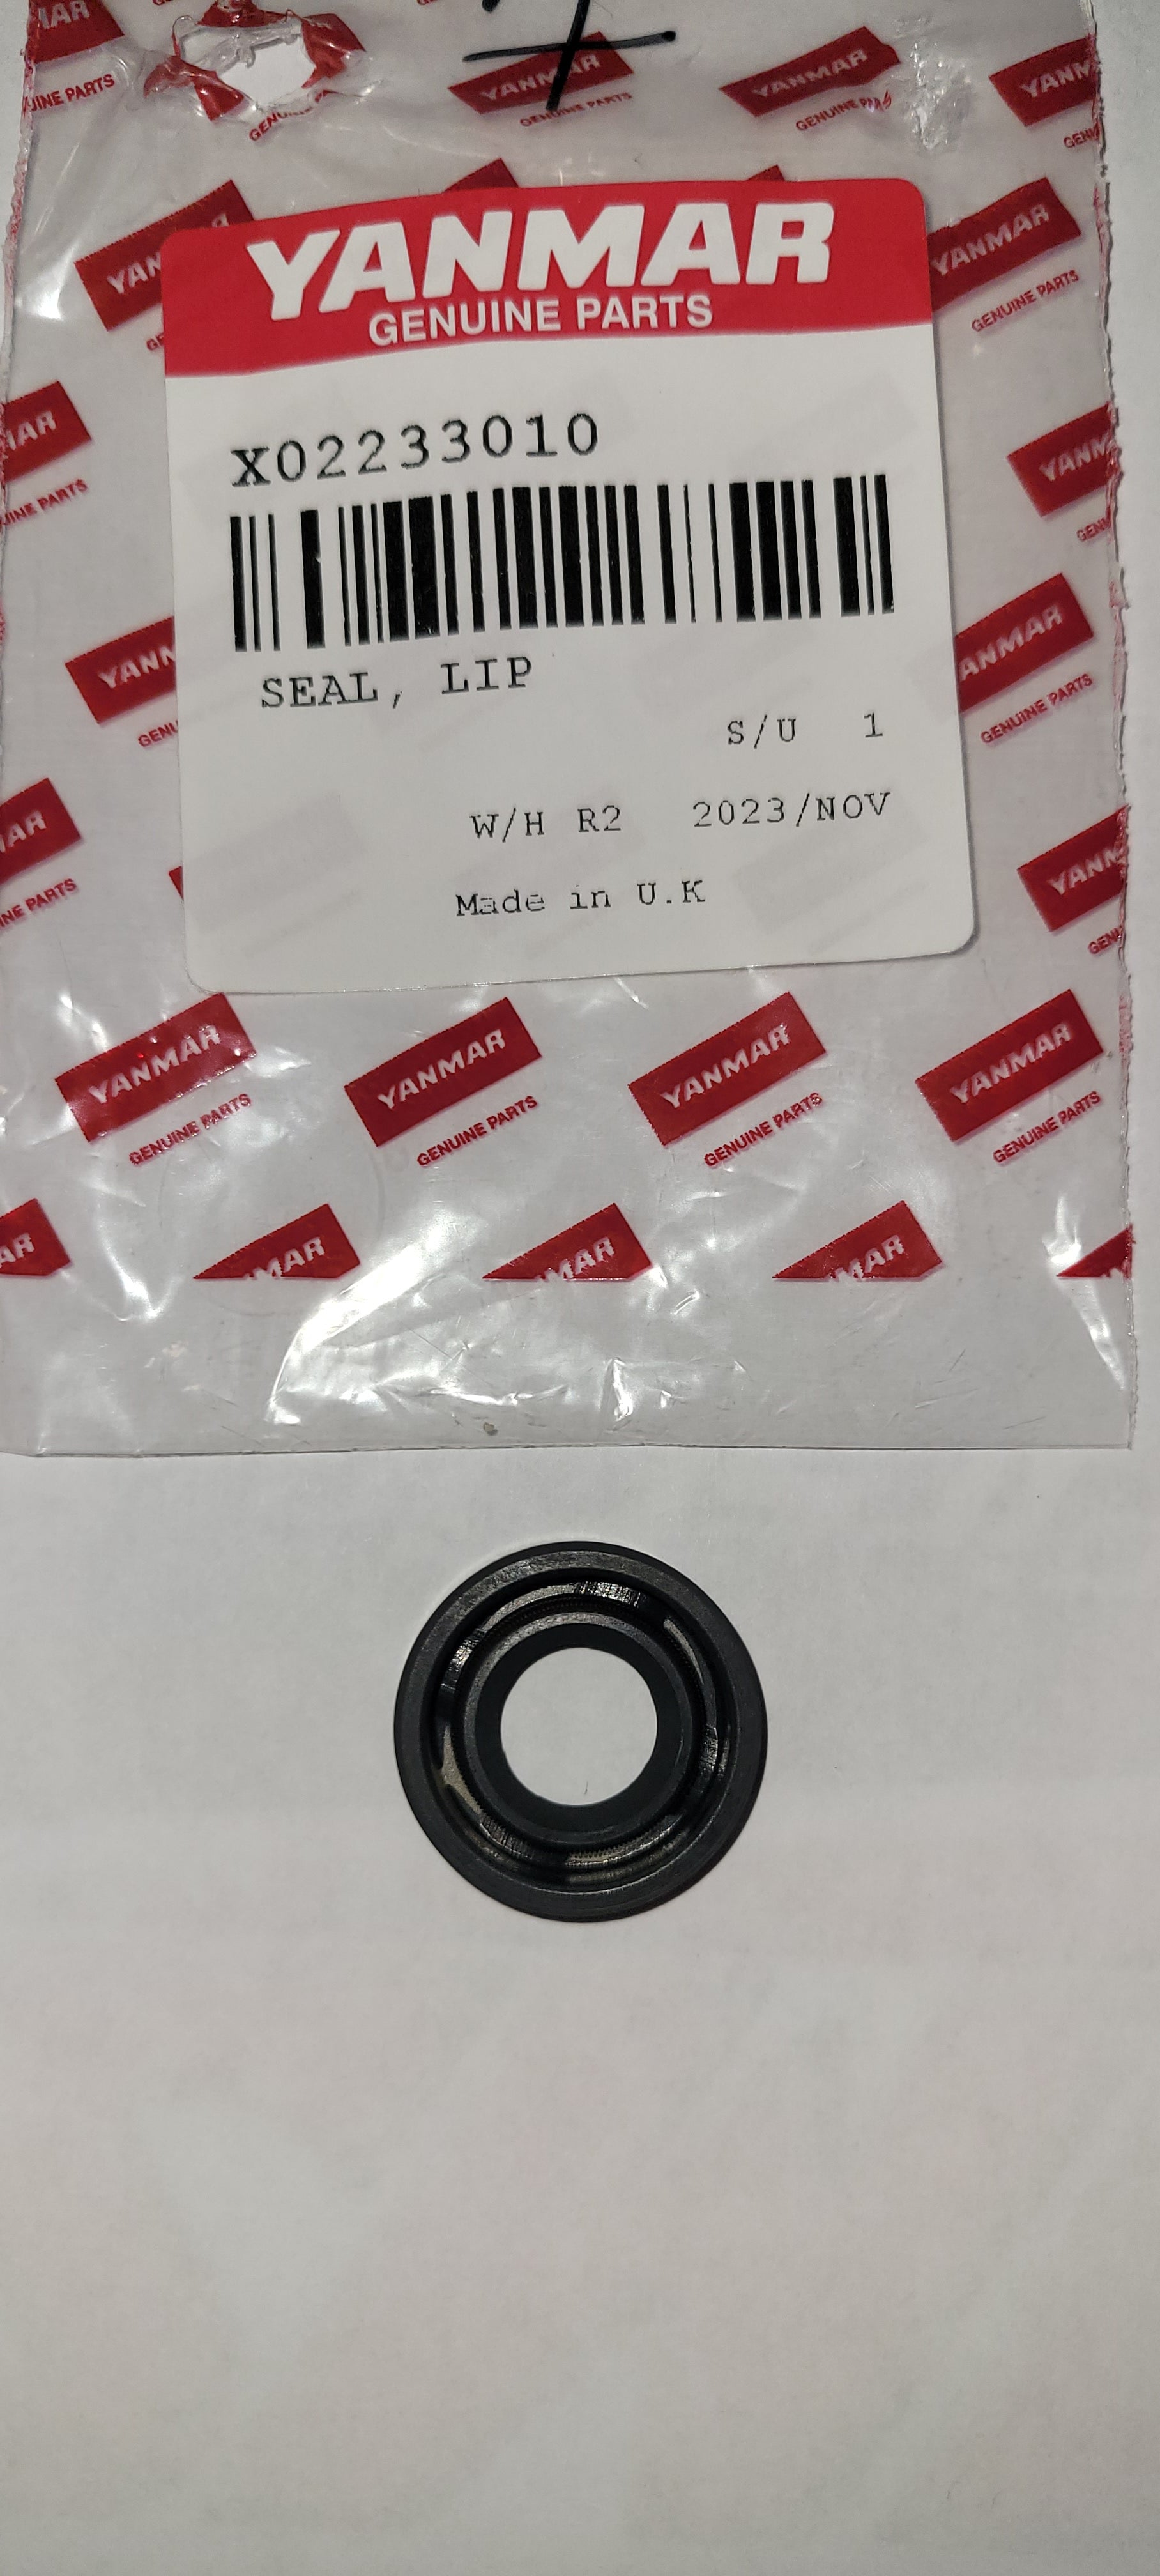 YANMAR
GENUINE PARTS
X02233010
SEAL, LIP
S/U 1
W/H R2 2023/NOV
Made in U.K
YANMAR YANMAR YANMAR YANMAR
GENUINE PARTS GENUINE PARTS GENUINE PARTS GENUINE PARTS